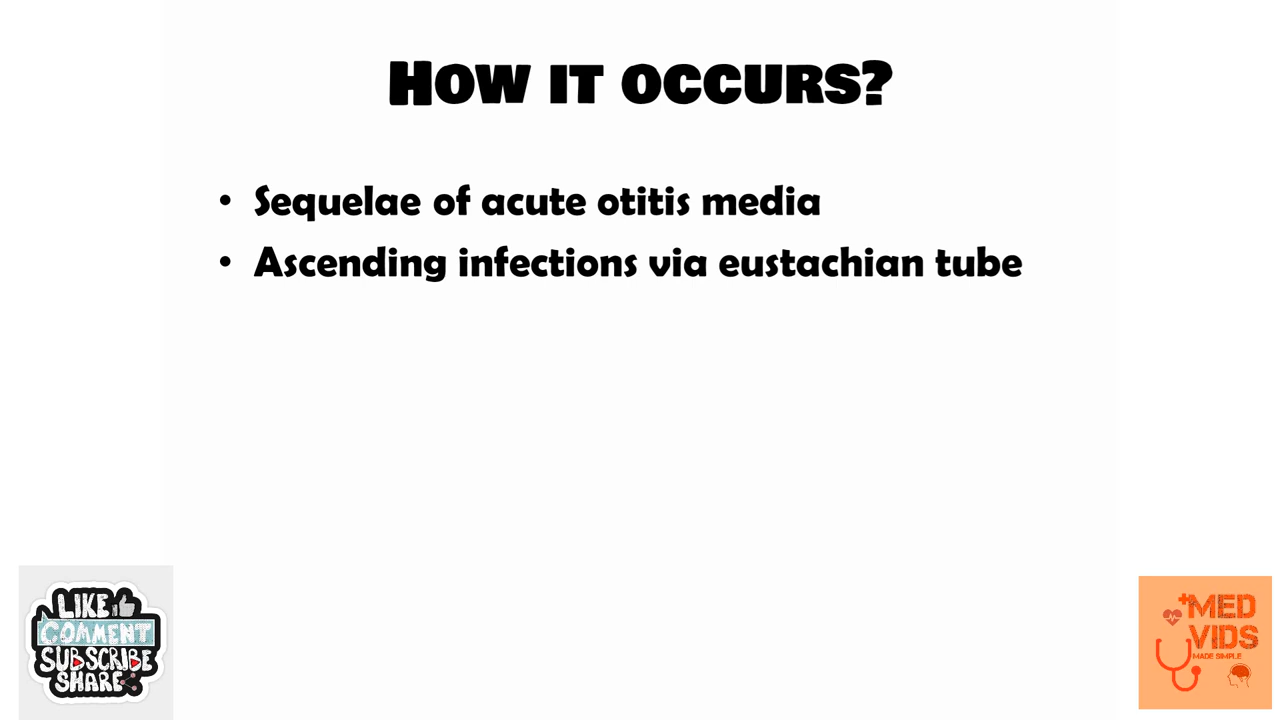 HOW IT OCCURS?
• Sequelae of acute otitis media
• Ascending infections via eustachian tube
LIKE
COMMENT
SUBSCRIBE
SHARE
MED
VIDS
MADE SIMPLE